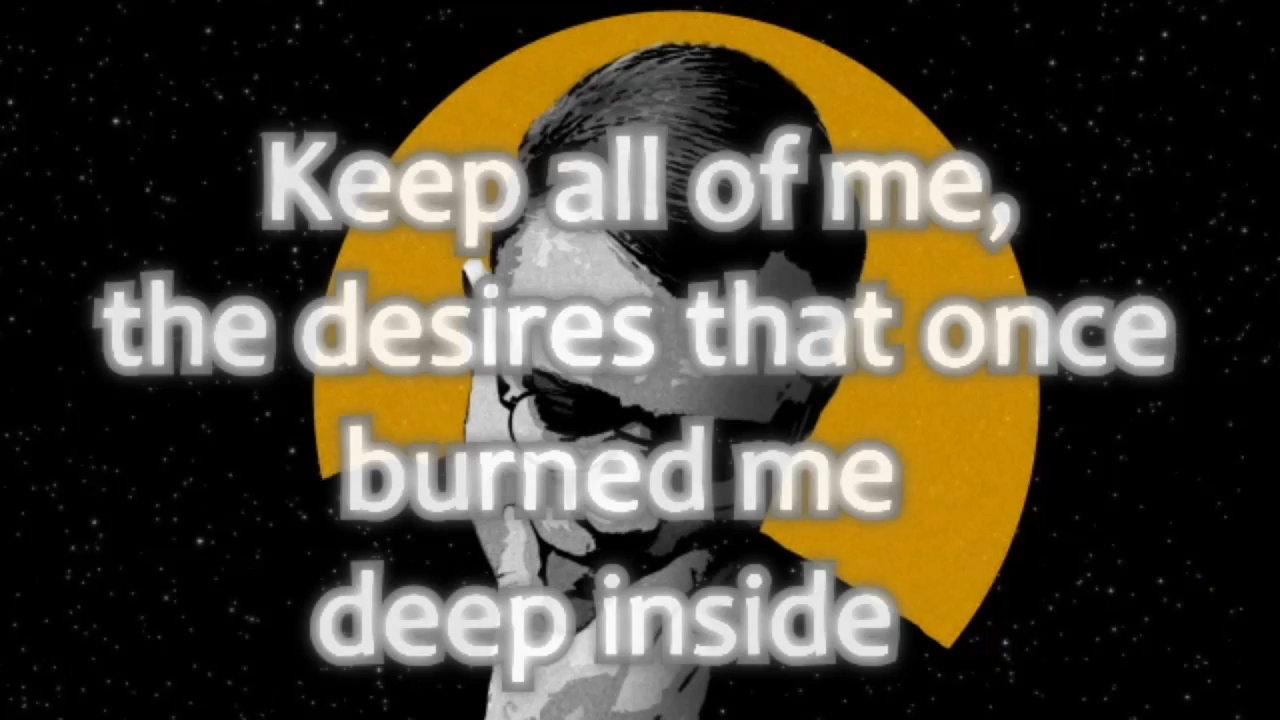 Keep all of me,
the desires that once
burned me
deep inside